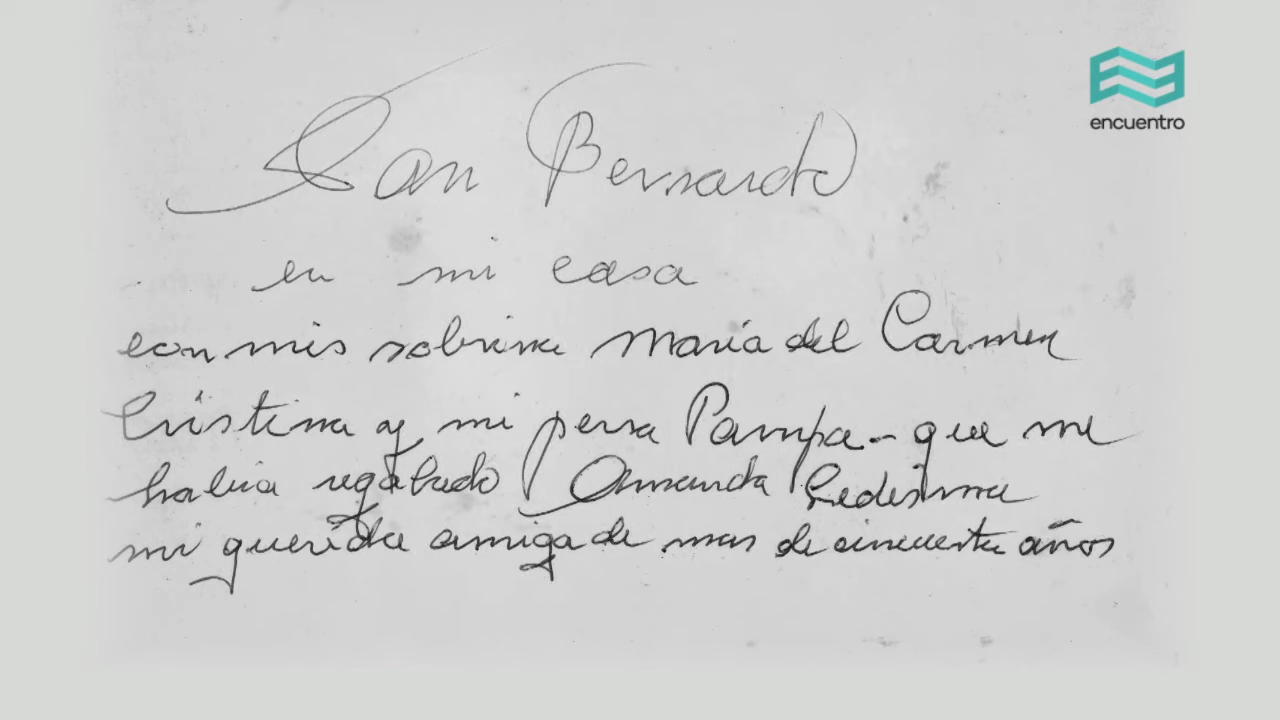 San Bernardo
encuentro
en mi casa
con mis sobrina María del Carmen
Cristina y mi perra Pampa - que me
habia regalado Amanda Ledesma
mi querida amiga de mas de cincuenta años